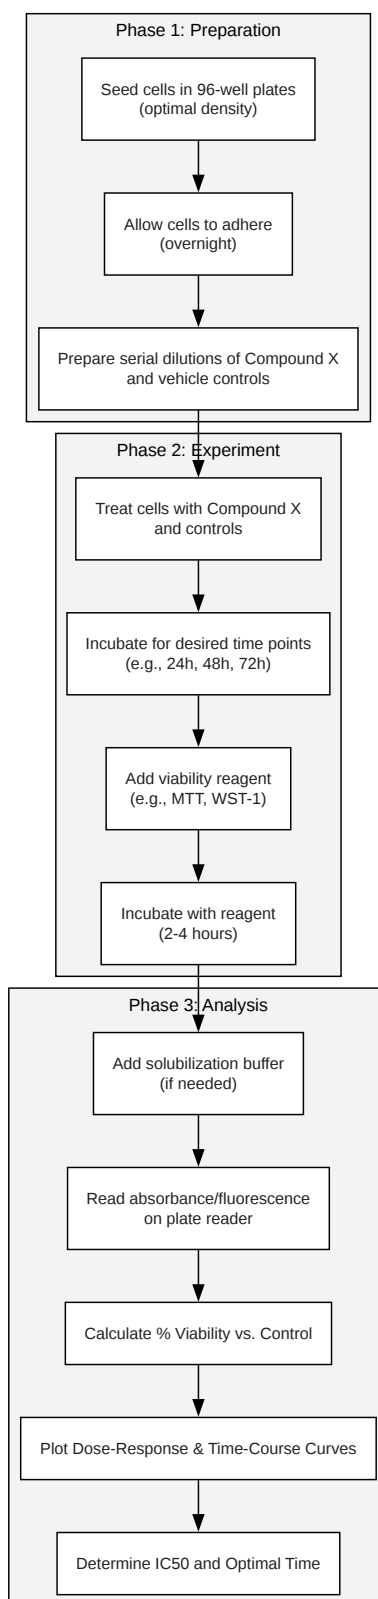 Phase 1: Preparation
Seed cells in 96-well plates
(optimal density)
Allow cells to adhere
(overnight)
Prepare serial dilutions of Compound X
and vehicle controls
Phase 2: Experiment
Treat cells with Compound X
and controls
Incubate for desired time points
(e.g., 24h, 48h, 72h)
Add viability reagent
(e.g., MTT, WST-1)
Incubate with reagent
(2-4 hours)
Phase 3: Analysis
Add solubilization buffer
(if needed)
Read absorbance/fluorescence
on plate reader
Calculate % Viability vs. Control
Plot Dose-Response & Time-Course Curves
Determine IC50 and Optimal Time